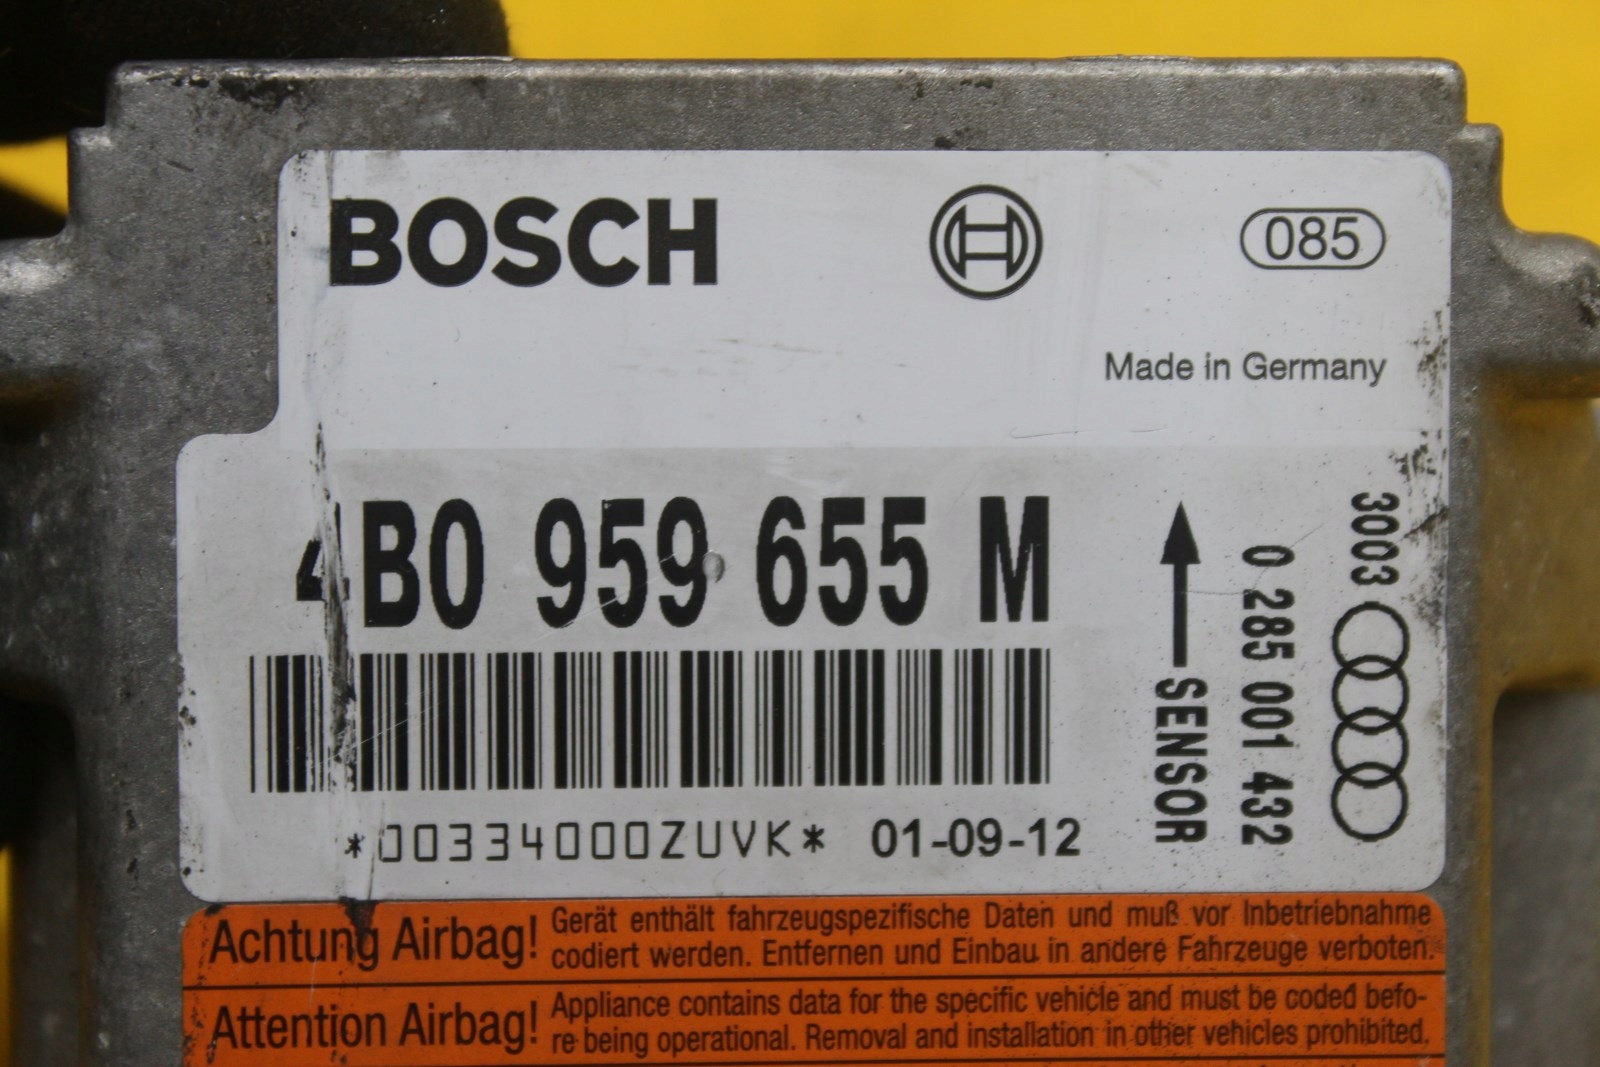 BOSCH
085
Made in Germany
4B0 959 655 M
*00334000ZUVK* 01-09-12
SENSOR
0 285 001 432
3003
Achtung Airbag!
Gerät enthält fahrzeugspezifische Daten und muß vor Inbetriebnahme
codiert werden. Entfernen und Einbau in andere Fahrzeuge verboten.
Attention Airbag!
Appliance contains data for the specific vehicle and must be coded befo-
re being operational. Removal and installation in other vehicles prohibited.